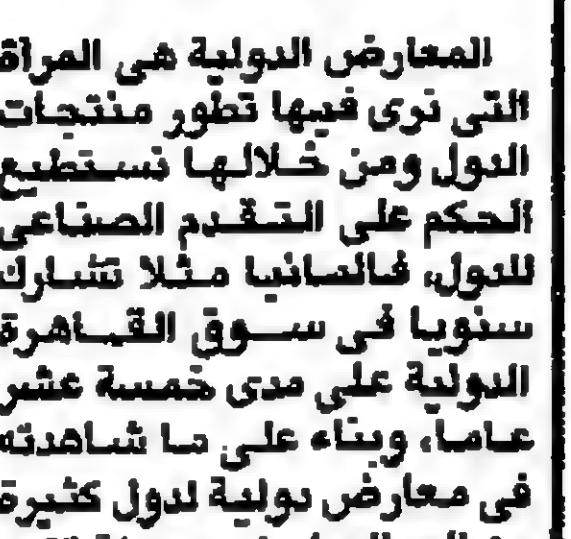 المعارض الدولية هى المرآة
التى نرى فيها تطور منتجات
الدول ومن خلالها نستطيع
الحكم على التقدم الصناعى
للدول، فألمانيا مثلا تشارك
سنويا فى سوق القاهرة
الدولية على مدى خمسة عشر
عاما، وبناء على ما شاهدته
فى معارض دولية لدول كثيرة